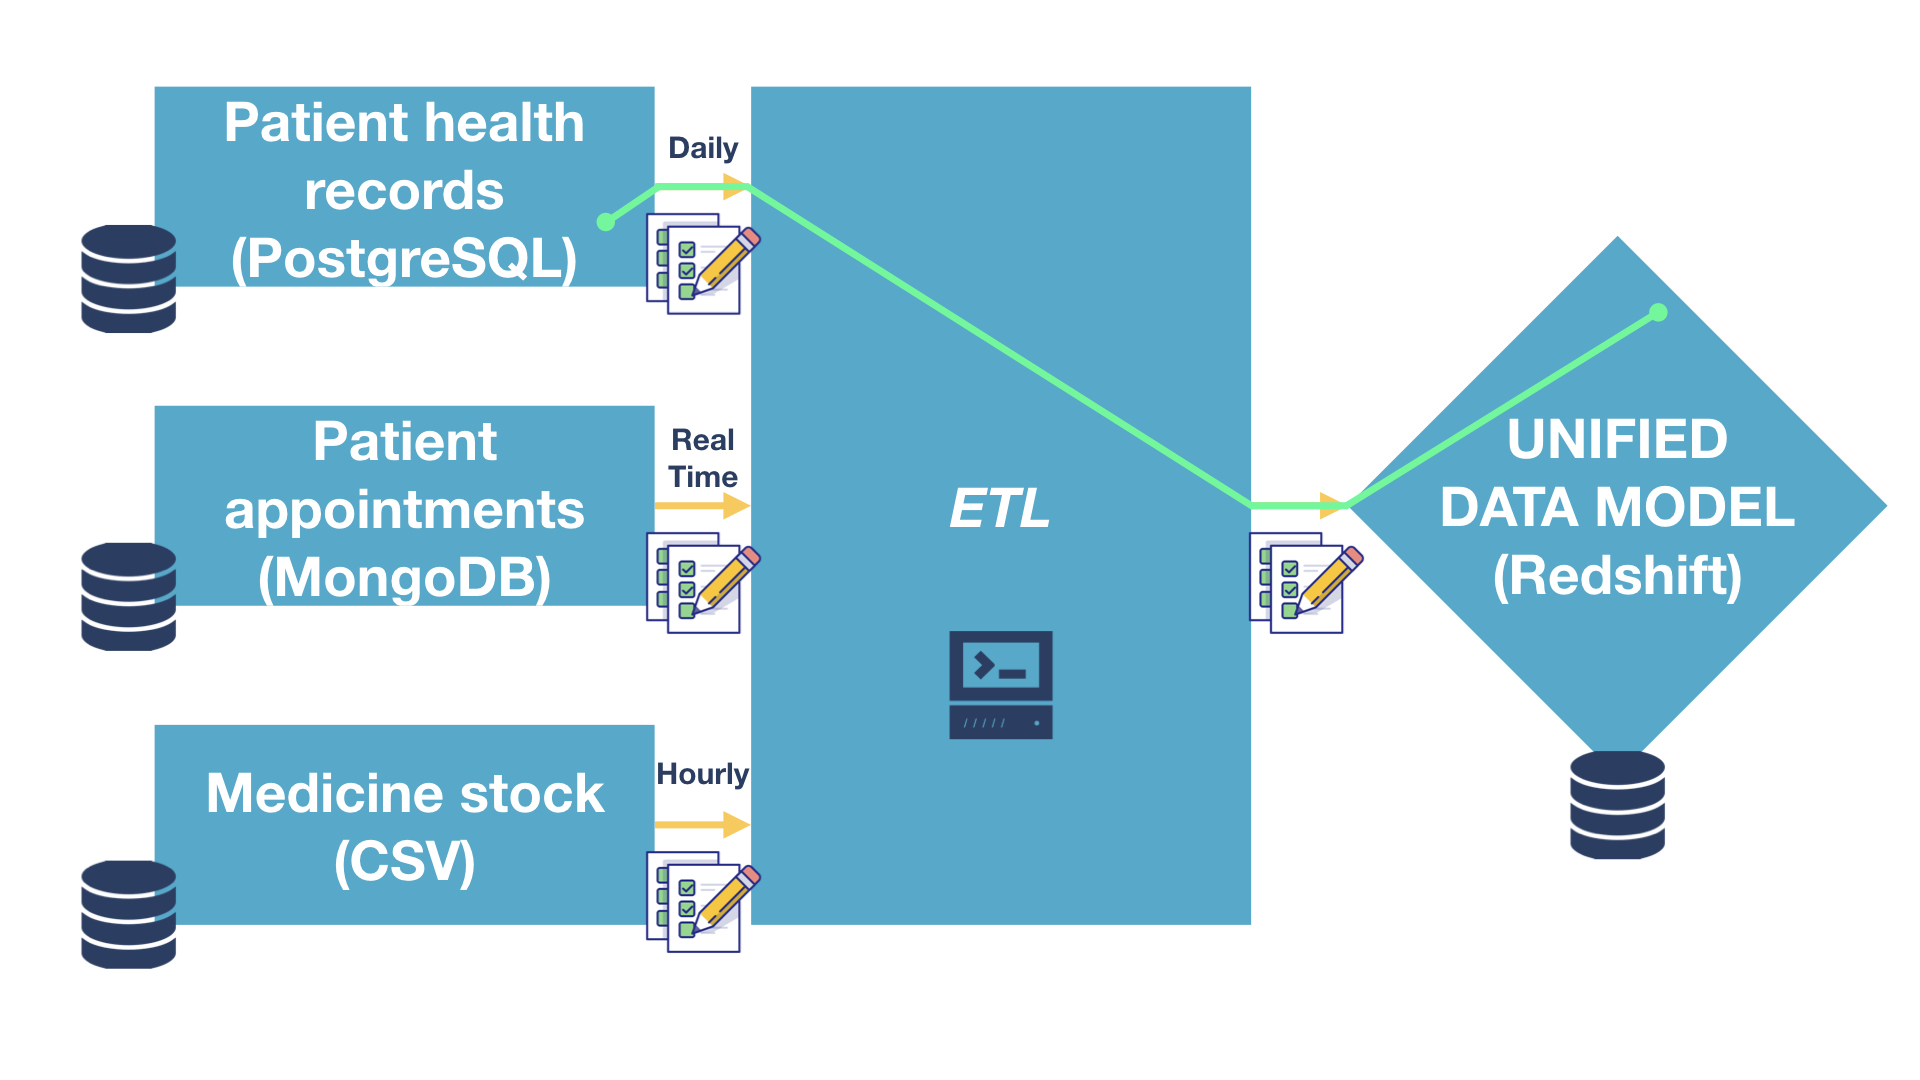 Patient health
records
(PostgreSQL)
Daily
Patient
appointments
(MongoDB)
Real
Time
Medicine stock
(CSV)
Hourly
ETL
UNIFIED
DATA MODEL
(Redshift)